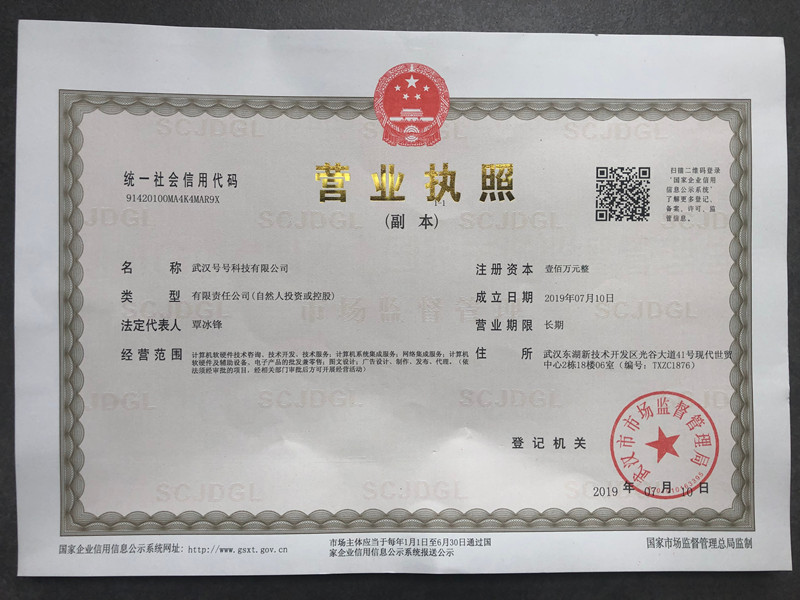 统一社会信用代码
91420100MA4K4MAR9X
营业执照
(副 本)
1-1
扫描二维码登录
"国家企业信用
信息公示系统"
了解更多登记、
备案、许可、监
管信息。
名 称 武汉号号科技有限公司
类 型 有限责任公司(自然人投资或控股)
法定代表人 覃冰锋
经营范围 计算机软硬件技术咨询、技术开发、技术服务;计算机系统集成服务;网络集成服务;计算机
软硬件及辅助设备、电子产品的批发兼零售;图文设计;广告设计、制作、发布、代理。(依
法须经审批的项目,经相关部门审批后方可开展经营活动)
注册资本 壹佰万元整
成立日期 2019年07月10日
营业期限 长期
住 所 武汉东湖新技术开发区光谷大道41号现代世贸
中心2栋18楼06室(编号:TXZC1876)
登记机关
武汉市市场监督管理局
2019 年 07 月 10 日
国家企业信用信息公示系统网址:http://www.gsxt.gov.cn
市场主体应当于每年1月1日至6月30日通过国
家企业信用信息公示系统报送公示
国家市场监督管理总局监制
SCJDGL
市场监督管理